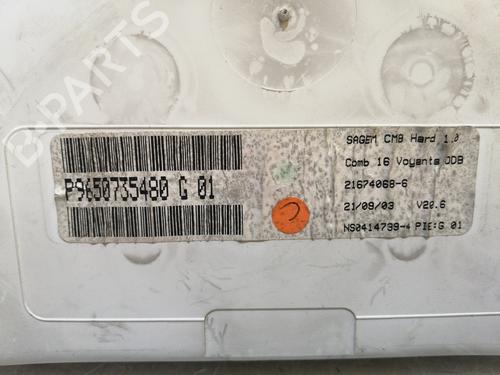 B-PARTS
P9650735480 G 01
SAGEM CMB Hard 1.0
Comb 16 Voyants ODB
21674068-6
21/09/03 V20.6
NS0414739-4 PIE:G 01